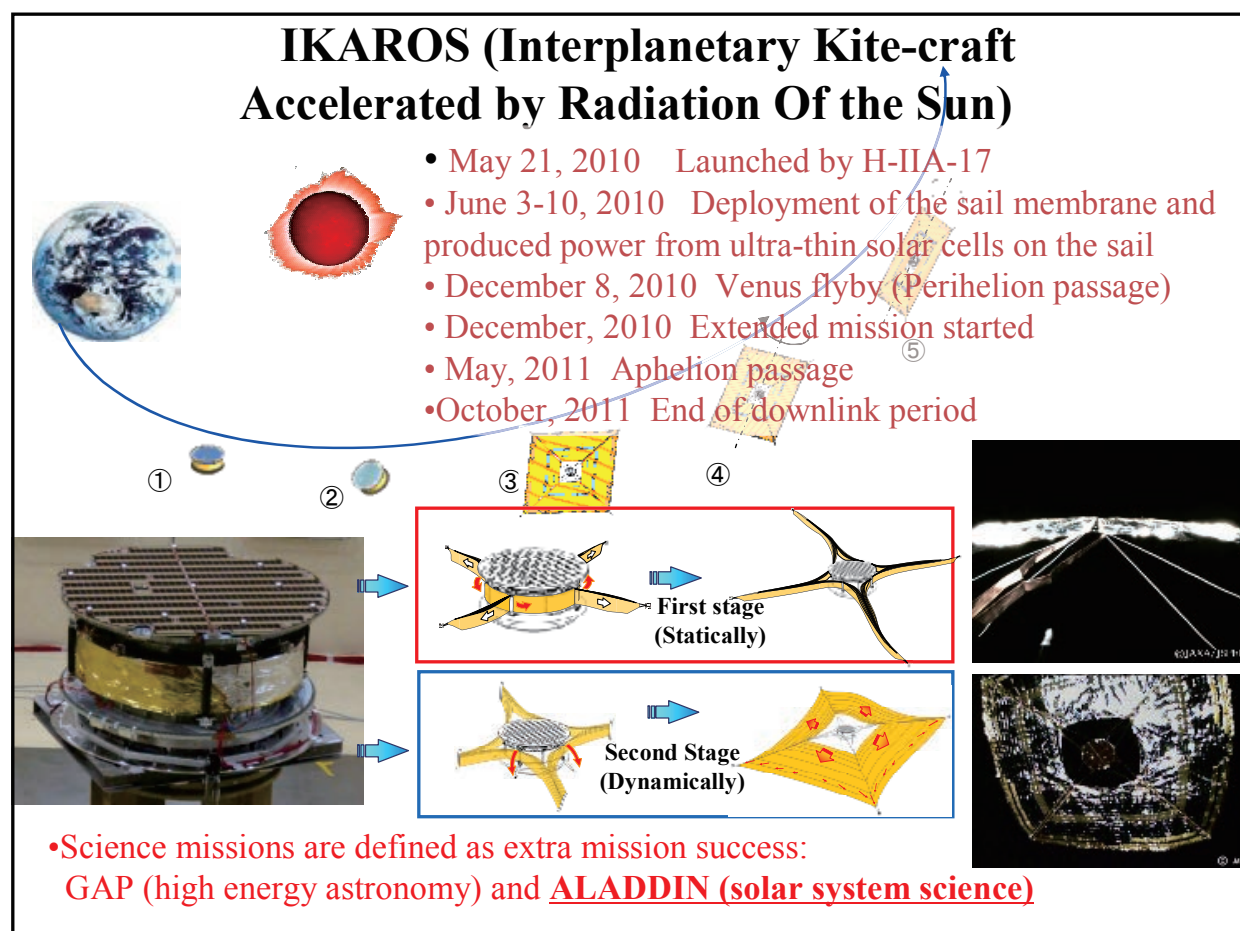 IKAROS (Interplanetary Kite-craft
Accelerated by Radiation Of the Sun)
• May 21, 2010 Launched by H-IIA-17
• June 3-10, 2010 Deployment of the sail membrane and
produced power from ultra-thin solar cells on the sail
• December 8, 2010 Venus flyby (Perihelion passage)
• December, 2010 Extended mission started
• May, 2011 Aphelion passage
•October, 2011 End of downlink period
①
②
③
④
⑤
First stage
(Statically)
Second Stage
(Dynamically)
•Science missions are defined as extra mission success:
GAP (high energy astronomy) and ALADDIN (solar system science)